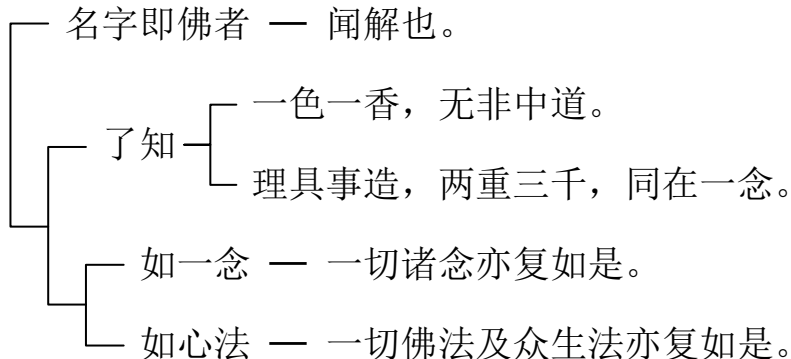 名字即佛者 — 闻解也。
一色一香，无非中道。
了知
理具事造，两重三千，同在一念。
如一念 — 一切诸念亦复如是。
如心法 — 一切佛法及众生法亦复如是。